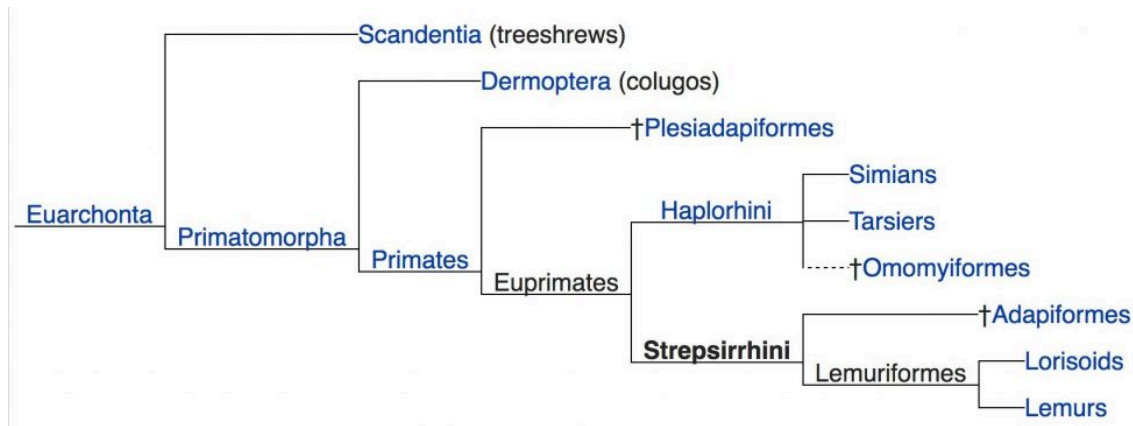 Scandentia (treeshrews)
Dermoptera (colugos)
†Plesiadapiformes
Simians
Euarchonta
Haplorhini
Tarsiers
Primatomorpha
Primates
†Omomyiformes
Euprimates
†Adapiformes
Strepsirrhini
Lorisoids
Lemuriformes
Lemurs